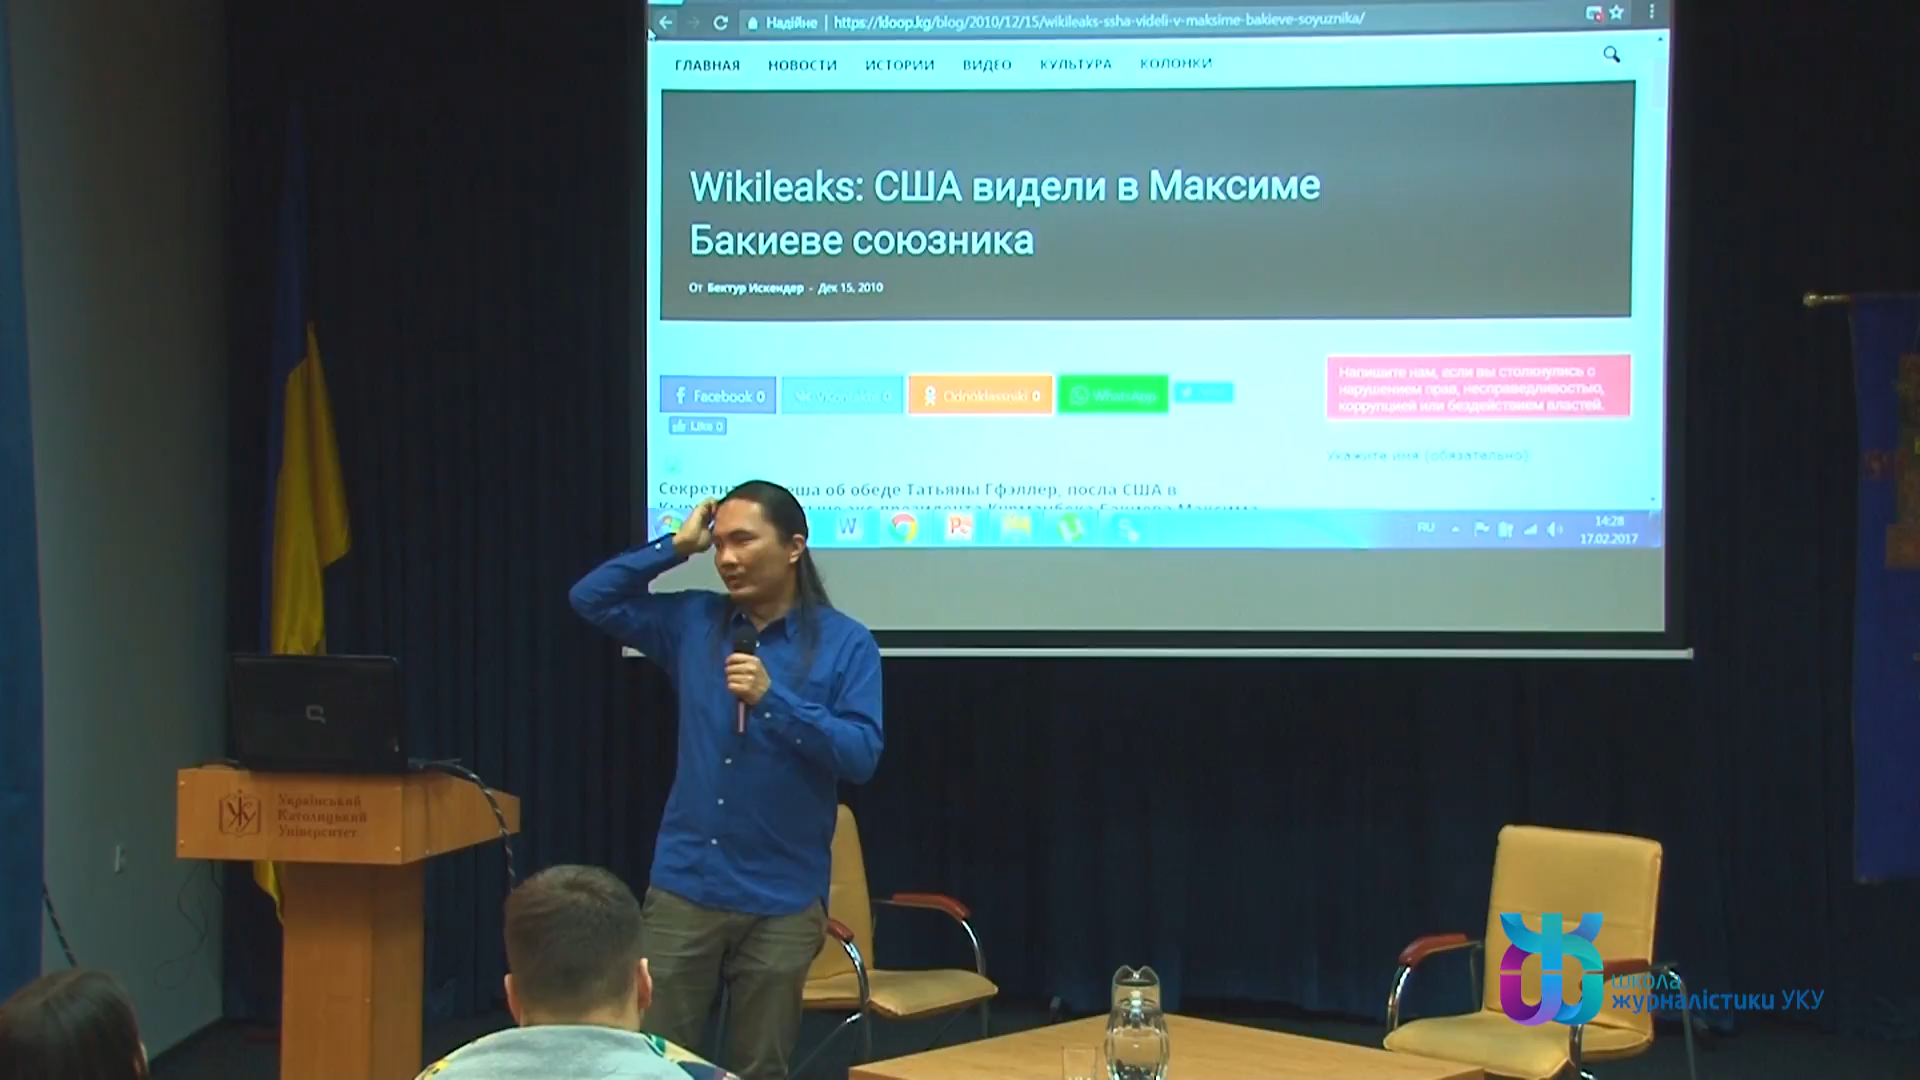 Надійне
https://kloop.kg/blog/2010/12/15/wikileaks-ssha-videli-v-maksime-bakieve-soyuznika/
ГЛАВНАЯ НОВОСТИ ИСТОРИИ ВИДЕО КУЛЬТУРА КОЛОНКИ
Wikileaks: США видели в Максиме
Бакиеве союзника
От Бектур Искендер - Дек 15, 2010
Facebook 0
VKontakte 0
Odnoklassniki 0
WhatsApp
Like 0
Напишите нам, если вы столкнулись с
нарушением прав, несправедливостью,
коррупцией или бездействием властей.
Укажите имя (обязательно)
об обеде Татьяны Гфэллер, посла США в
RU
14:28
17.02.2017
Український
Католицький
Університет
ШКОЛА
журналістики УКУ